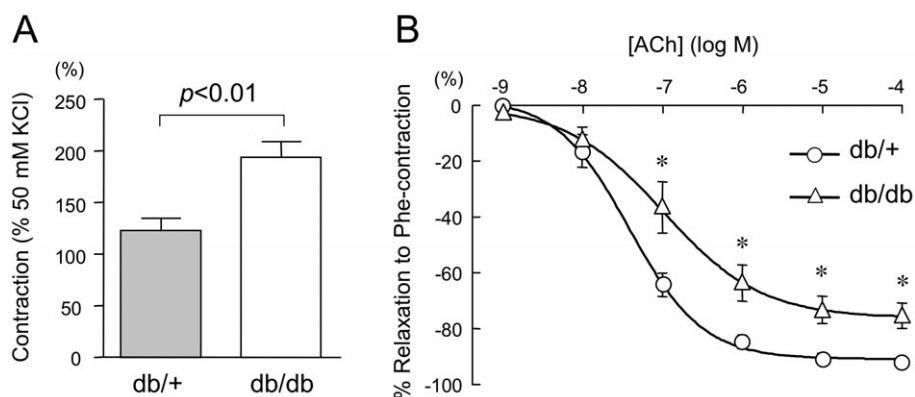 A
(%)
Contraction (% 50 mM KCl)
250
200
150
100
50
0
p<0.01
db/+
db/db
B
[ACh] (log M)
(%)
-9
-8
-7
-6
-5
-4
% Relaxation to Phe-contraction
0
-20
-40
-60
-80
-100
*
*
*
*
db/+
db/db